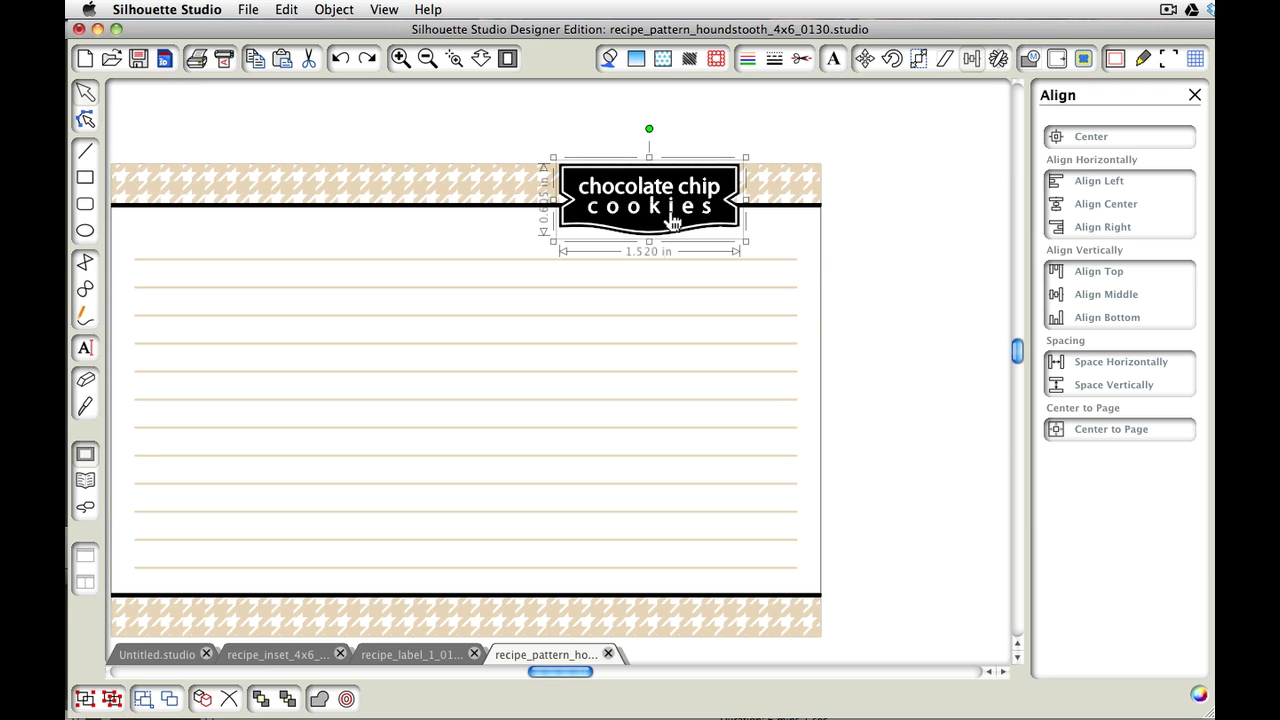 Silhouette Studio File Edit Object View Help
Silhouette Studio Designer Edition: recipe_pattern_houndstooth_4x6_0130.studio
Align
Center
Align Horizontally
Align Left
Align Center
Align Right
Align Vertically
Align Top
Align Middle
Align Bottom
Spacing
Space Horizontally
Space Vertically
Center to Page
Center to Page
chocolate chip
cookies
1.520 in
Untitled.studio recipe_inset_4x6_... recipe_label_1_01... recipe_pattern_ho...